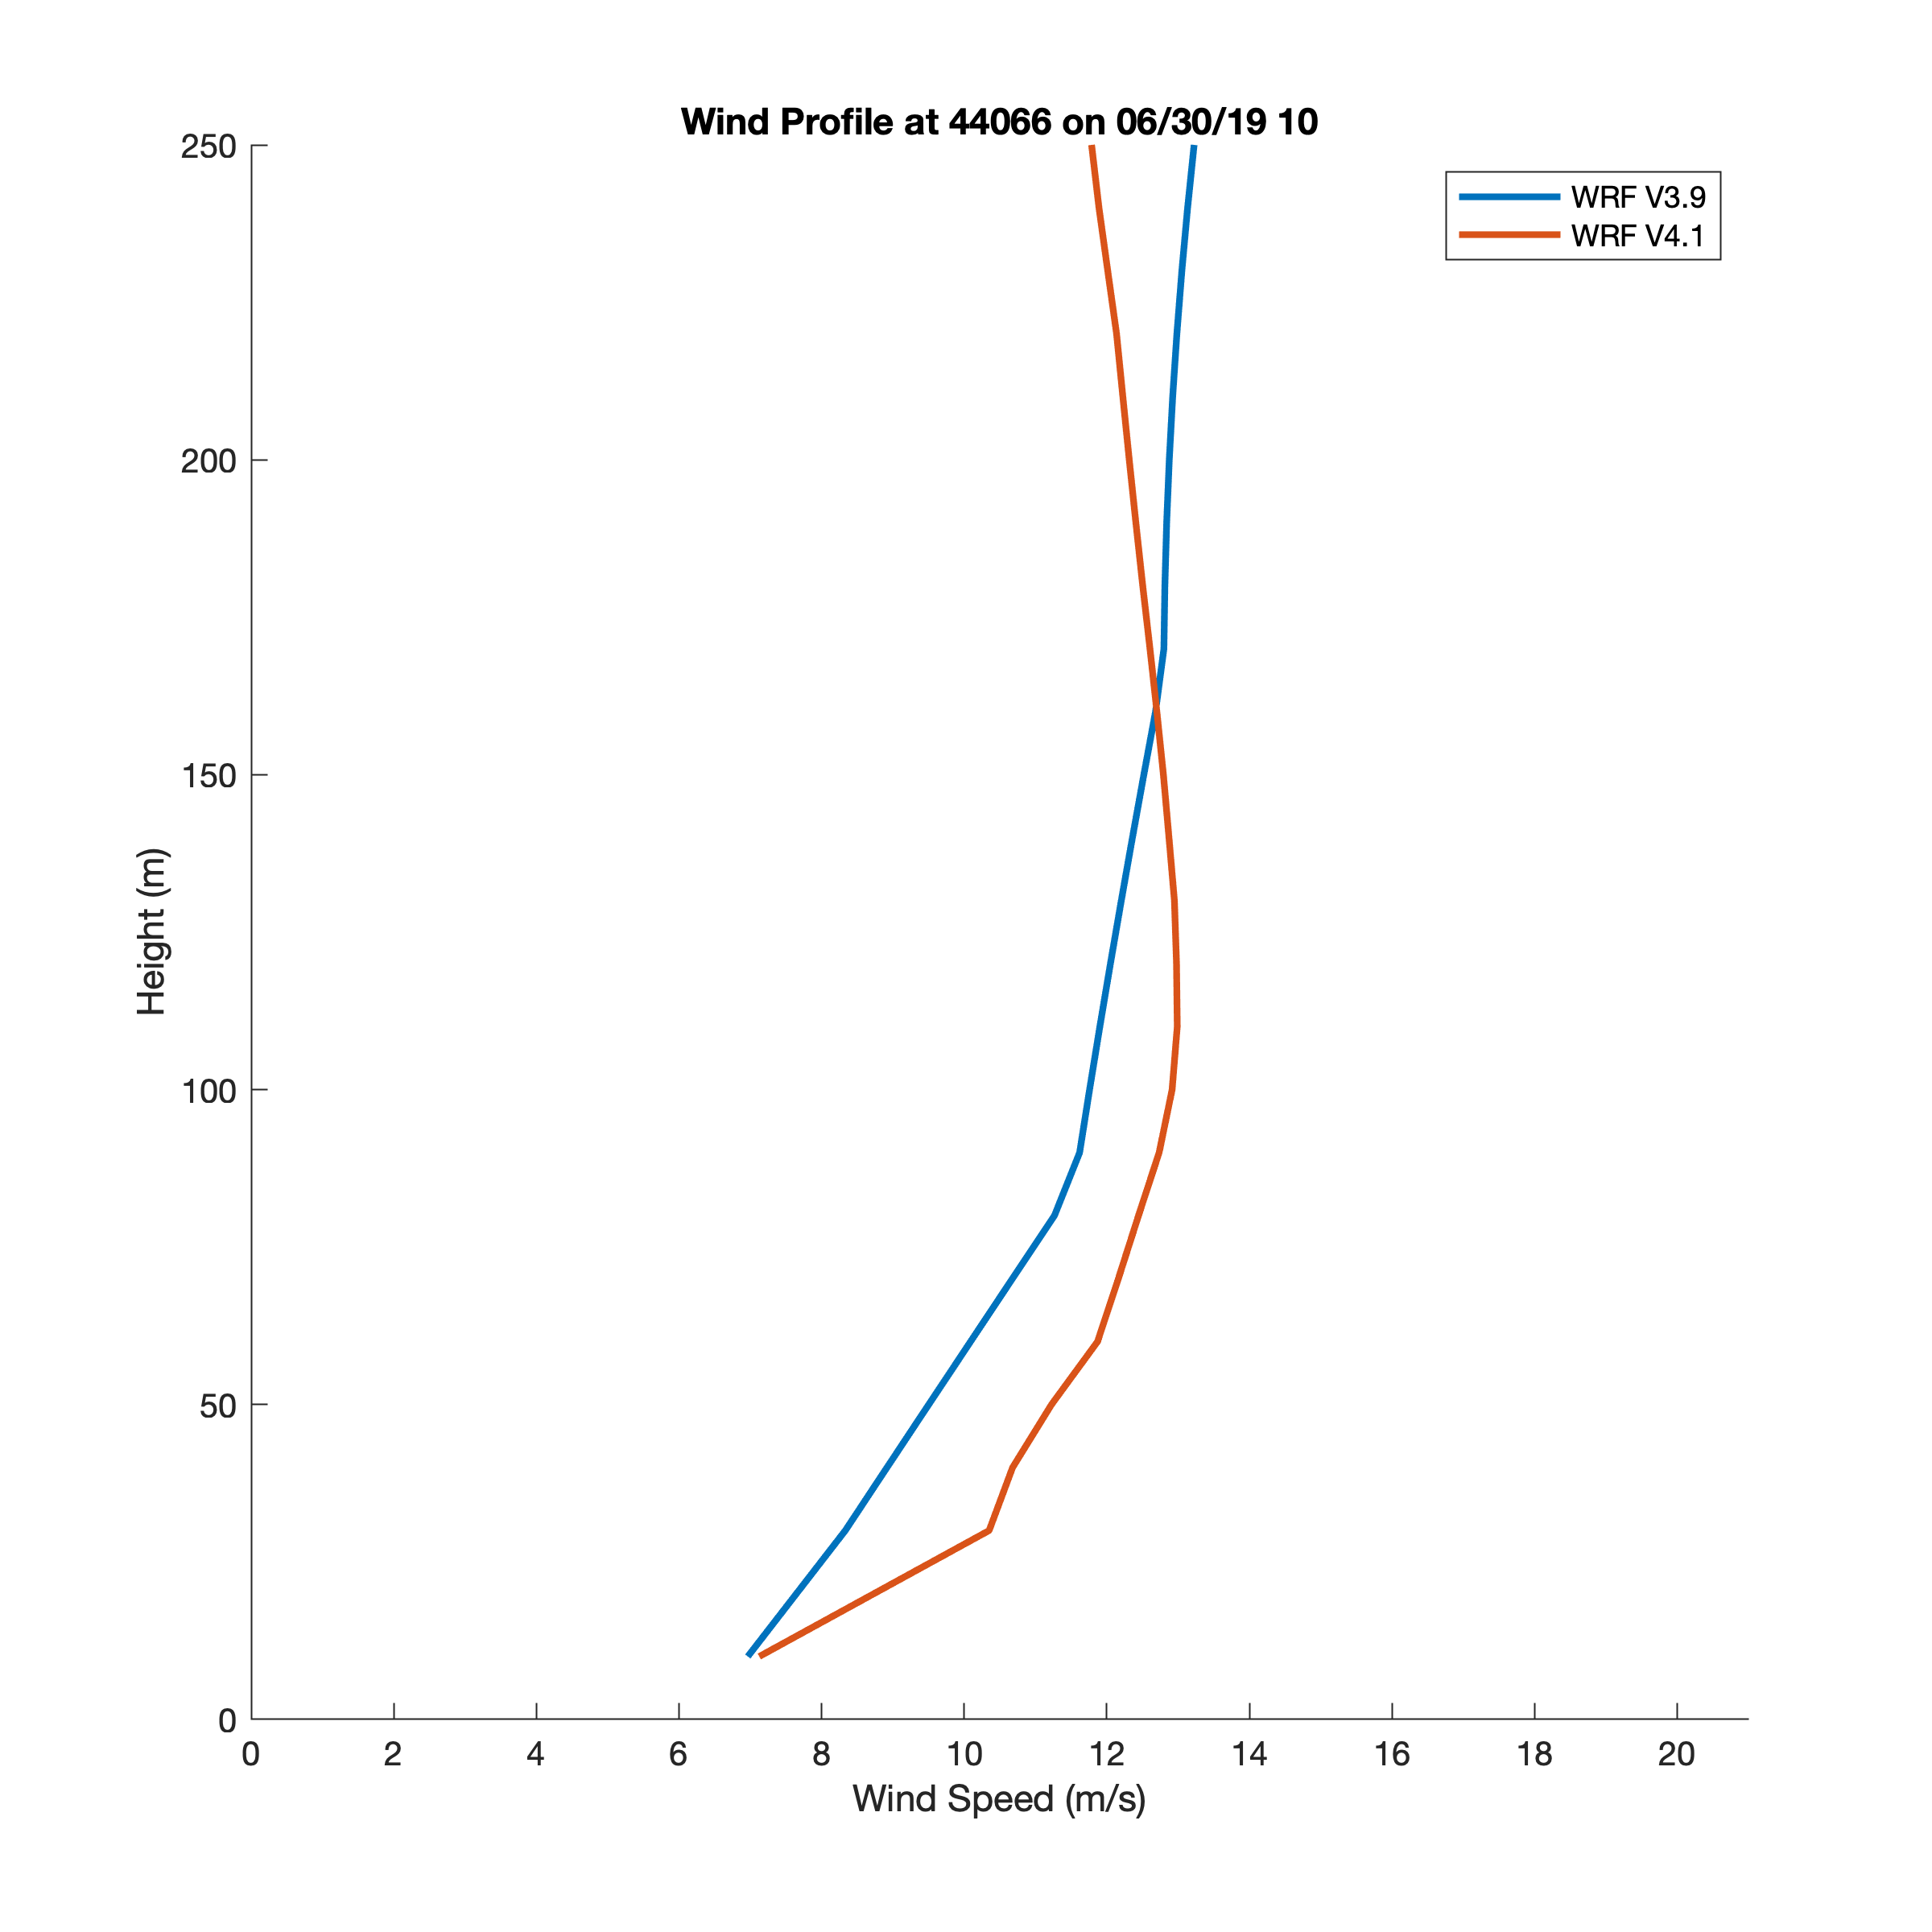 Wind Profile at 44066 on 06/30/19 10
WRF V3.9
WRF V4.1
250
200
150
100
50
0
Height (m)
0 2 4 6 8 10 12 14 16 18 20
Wind Speed (m/s)